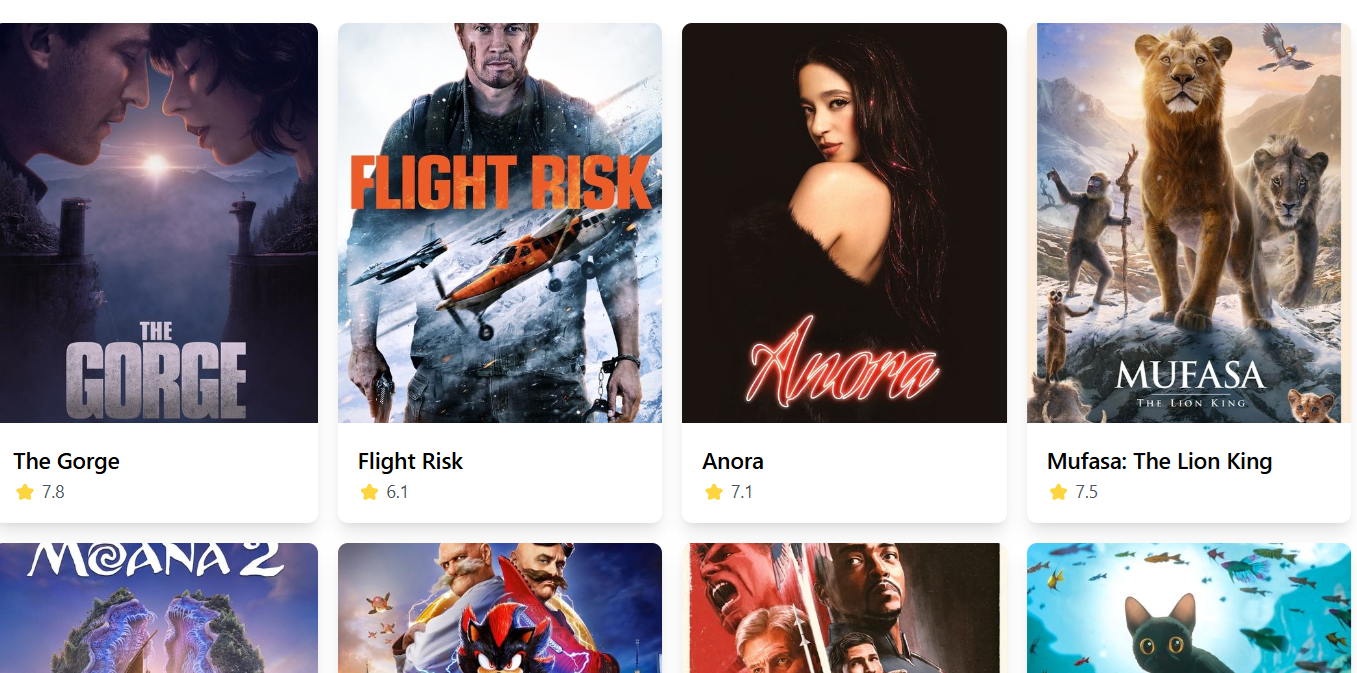 THE
GORGE
FLIGHT RISK
Anora
MUFASA
THE LION KING
The Gorge
7.8
Flight Risk
6.1
Anora
7.1
Mufasa: The Lion King
7.5
MOANA 2